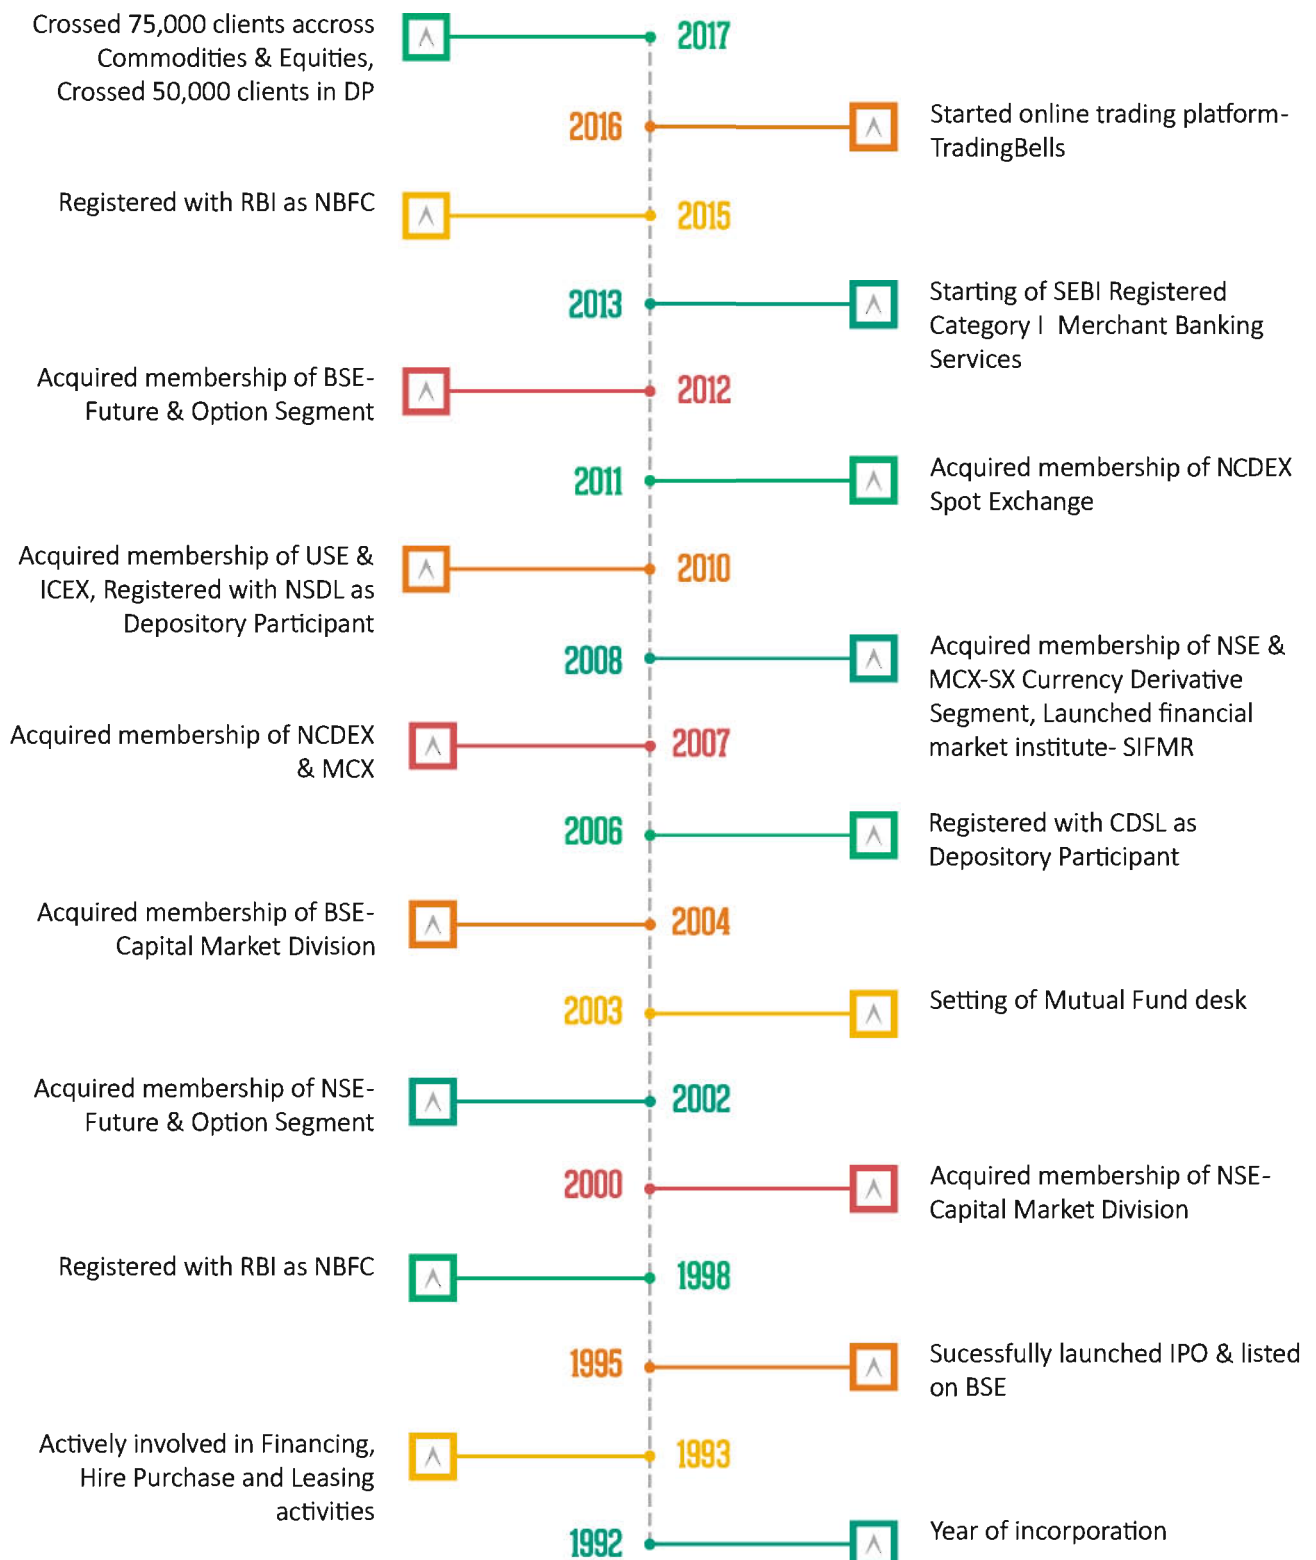 Crossed 75,000 clients accross
Commodities & Equities,
Crossed 50,000 clients in DP
2017
2016
Started online trading platform-
TradingBells
Registered with RBI as NBFC
2015
2013
Starting of SEBI Registered
Category I Merchant Banking
Services
Acquired membership of BSE-
Future & Option Segment
2012
2011
Acquired membership of NCDEX
Spot Exchange
Acquired membership of USE &
ICEX, Registered with NSDL as
Depository Participant
2010
2008
Acquired membership of NSE &
MCX-SX Currency Derivative
Segment, Launched financial
market institute- SIFMR
Acquired membership of NCDEX
& MCX
2007
2006
Registered with CDSL as
Depository Participant
Acquired membership of BSE-
Capital Market Division
2004
2003
Setting of Mutual Fund desk
Acquired membership of NSE-
Future & Option Segment
2002
2000
Acquired membership of NSE-
Capital Market Division
Registered with RBI as NBFC
1998
1995
Sucessfully launched IPO & listed
on BSE
Actively involved in Financing,
Hire Purchase and Leasing
activities
1993
1992
Year of incorporation